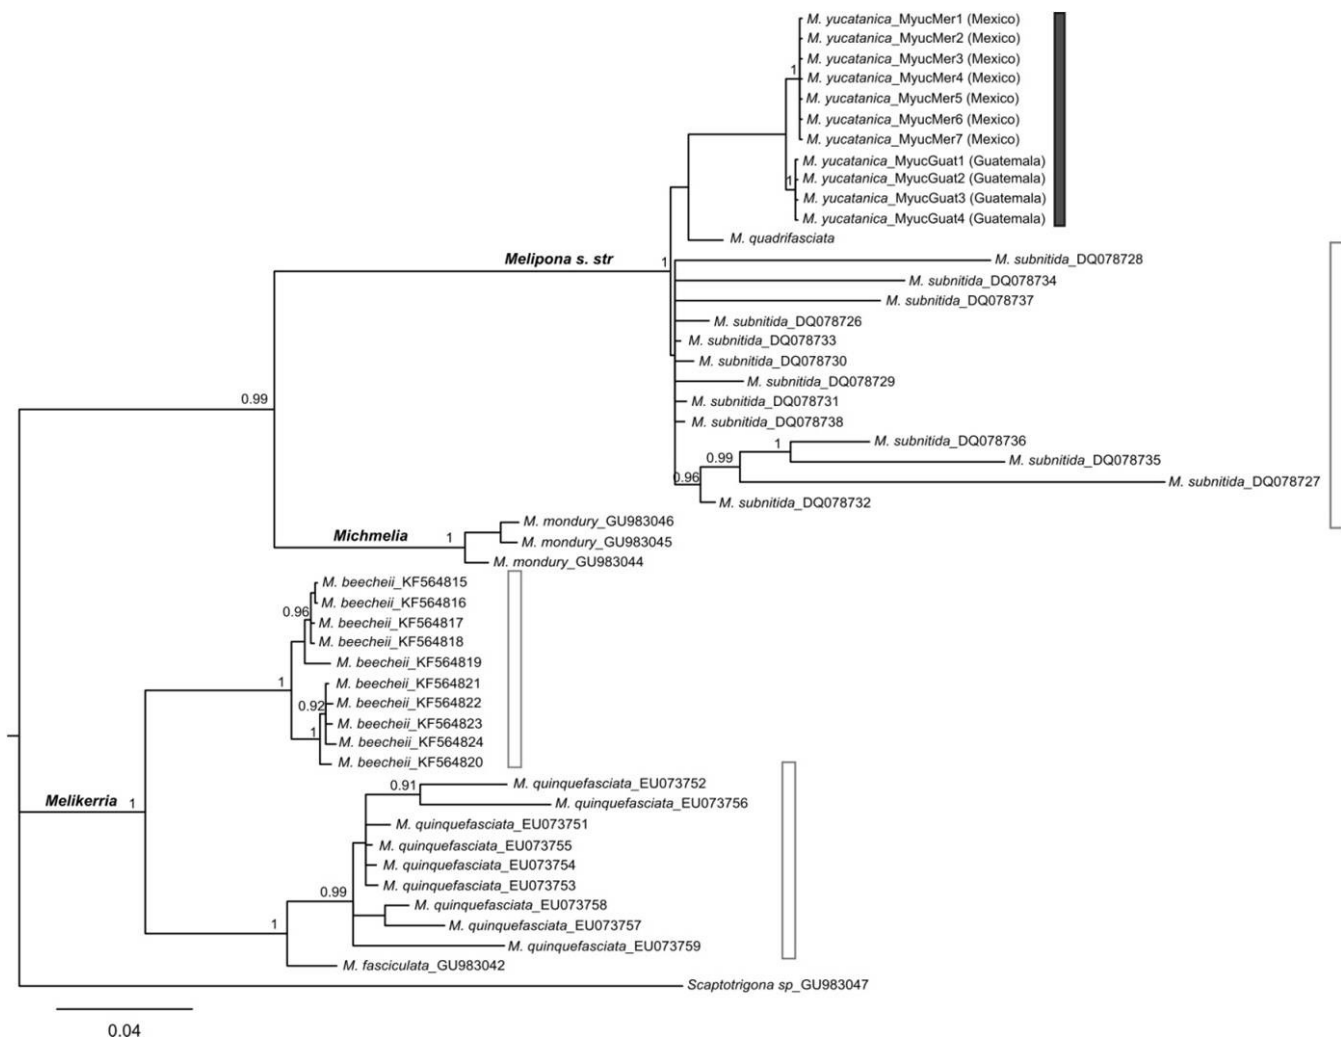 M. yucatanica_MyucMer1 (Mexico)
M. yucatanica_MyucMer2 (Mexico)
M. yucatanica_MyucMer3 (Mexico)
1
M. yucatanica_MyucMer4 (Mexico)
M. yucatanica_MyucMer5 (Mexico)
M. yucatanica_MyucMer6 (Mexico)
M. yucatanica_MyucMer7 (Mexico)
M. yucatanica_MyucGuat1 (Guatemala)
1
M. yucatanica_MyucGuat2 (Guatemala)
M. yucatanica_MyucGuat3 (Guatemala)
M. yucatanica_MyucGuat4 (Guatemala)
M. quadrifasciata
Melipona s. str
1
M. subnitida_DQ078728
M. subnitida_DQ078734
M. subnitida_DQ078737
M. subnitida_DQ078726
M. subnitida_DQ078733
M. subnitida_DQ078730
M. subnitida_DQ078729
0.99
M. subnitida_DQ078731
M. subnitida_DQ078738
1
M. subnitida_DQ078736
0.99
M. subnitida_DQ078735
0.96
M. subnitida_DQ078727
M. subnitida_DQ078732
M. mondury_GU983046
Michmelia
1
M. mondury_GU983045
M. mondury_GU983044
M. beecheii_KF564815
M. beecheii_KF564816
0.96
M. beecheii_KF564817
M. beecheii_KF564818
M. beecheii_KF564819
1
M. beecheii_KF564821
0.92
M. beecheii_KF564822
M. beecheii_KF564823
1
M. beecheii_KF564824
M. beecheii_KF564820
0.91
M. quinquefasciata_EU073752
Melikerria
1
M. quinquefasciata_EU073756
M. quinquefasciata_EU073751
M. quinquefasciata_EU073755
M. quinquefasciata_EU073754
M. quinquefasciata_EU073753
0.99
M. quinquefasciata_EU073758
1
M. quinquefasciata_EU073757
M. quinquefasciata_EU073759
M. fasciculata_GU983042
Scaptotrigona sp_GU983047
0.04